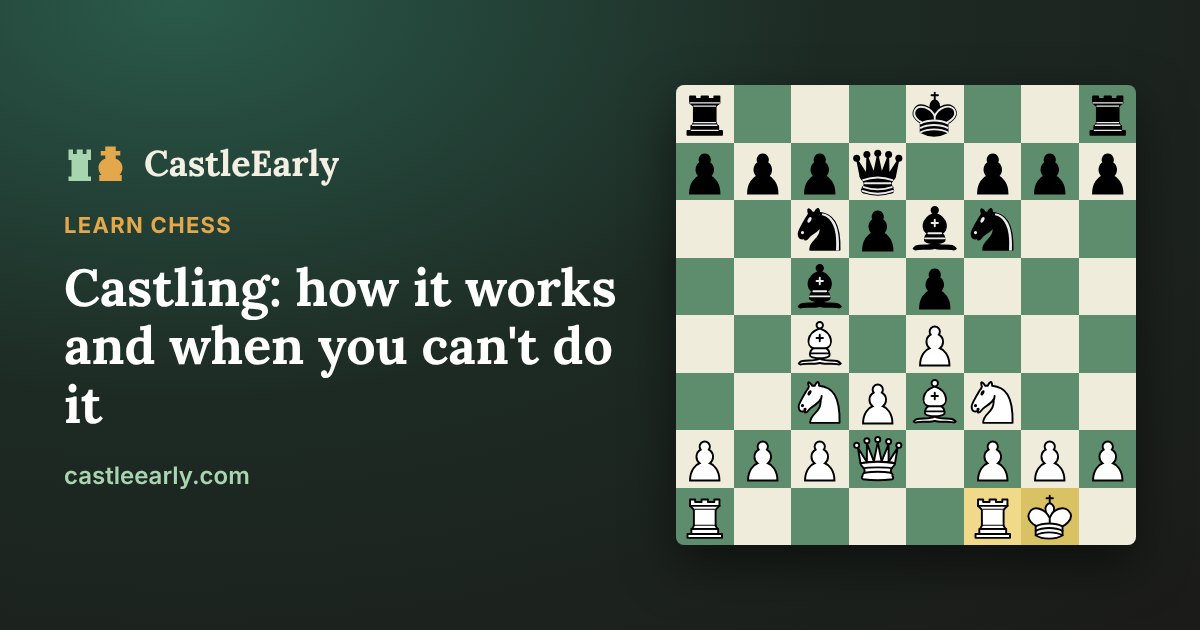 CastleEarly
LEARN CHESS
Castling: how it works
and when you can't do
it
castleearly.com